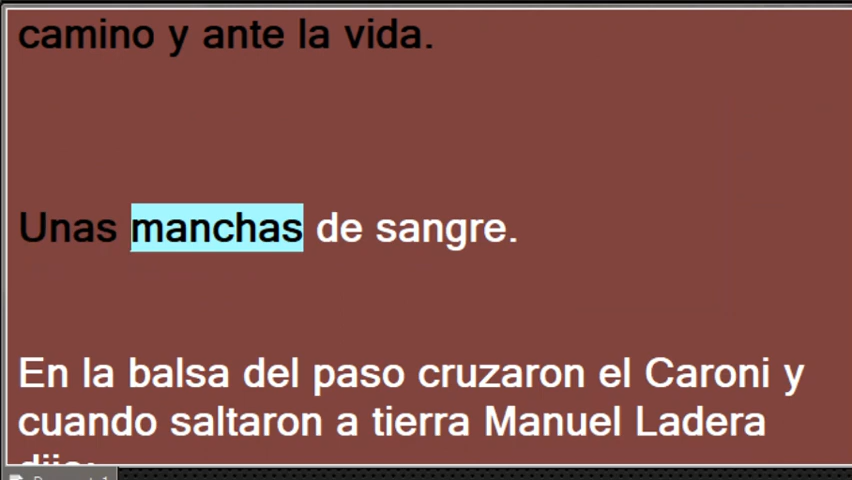 camino y ante la vida.
Unas manchas de sangre.
En la balsa del paso cruzaron el Caroni y
cuando saltaron a tierra Manuel Ladera